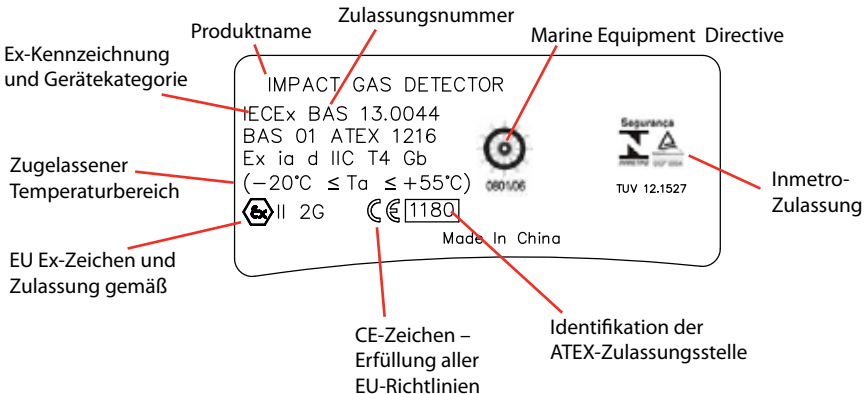 Zulassungsnummer
Produktname
Marine Equipment Directive
Ex-Kennzeichnung
und Gerätekategorie
IMPACT GAS DETECTOR
IECEx BAS 13.0044
BAS 01 ATEX 1216
Ex ia d IIC T4 Gb
(−20°C ≤ Ta ≤ +55°C)
Ex II 2G CE 1180
Made In China
0801/06
Segurança
TUV 12.1527
Zugelassener
Temperaturbereich
Inmetro-
Zulassung
EU Ex-Zeichen und
Zulassung gemäß
CE-Zeichen –
Erfüllung aller
EU-Richtlinien
Identifikation der
ATEX-Zulassungsstelle